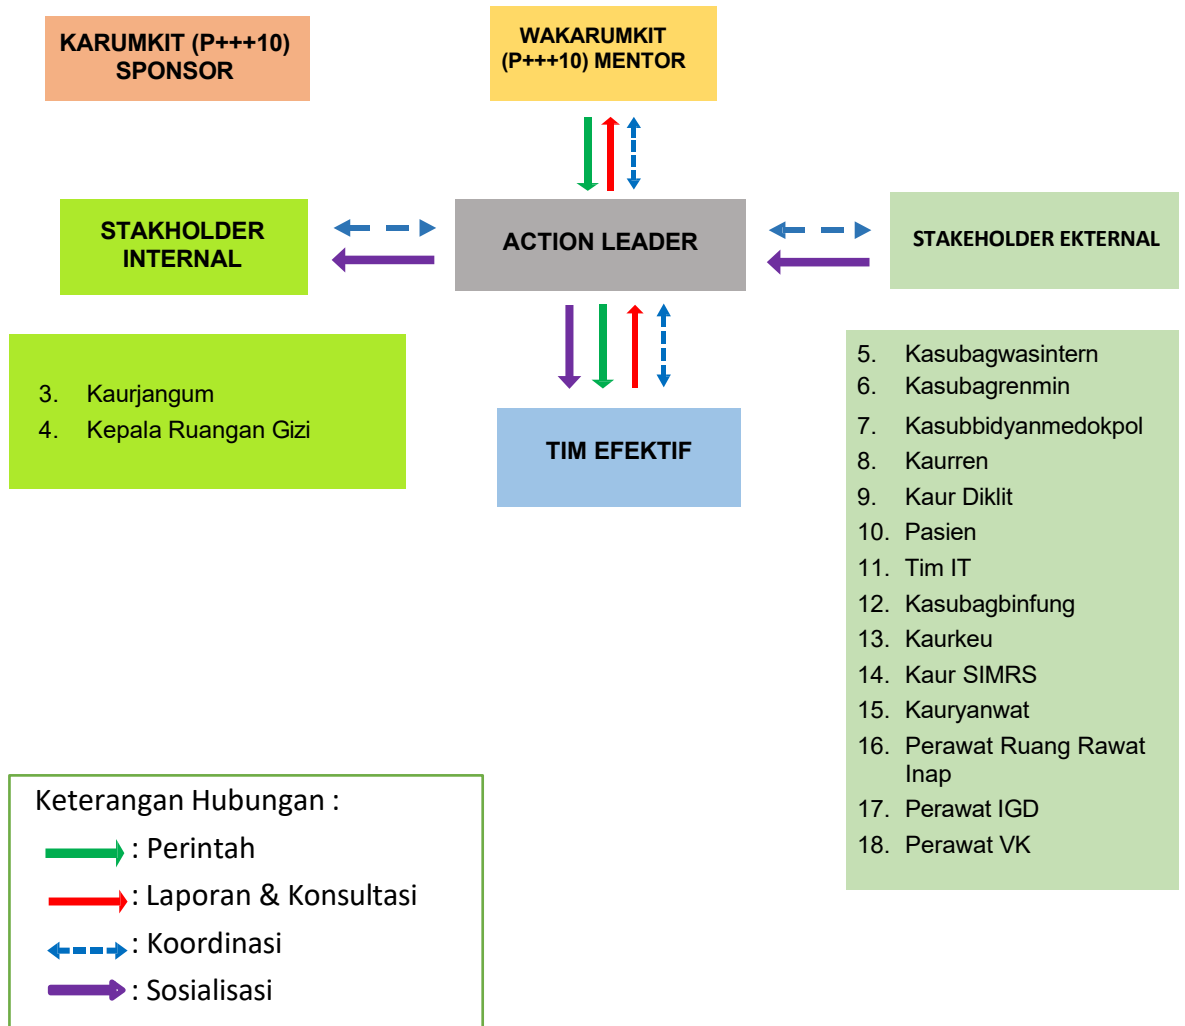 KARUMKIT (P+++10)
SPONSOR
WAKARUMKIT
(P+++10) MENTOR
STAKHOLDER
INTERNAL
ACTION LEADER
STAKEHOLDER EKTERNAL
3. Kaurjangum
4. Kepala Ruangan Gizi
TIM EFEKTIF
5. Kasubagwasintern
6. Kasubagrenmin
7. Kasubbidyanmedokpol
8. Kaurren
9. Kaur Diklit
10. Pasien
11. Tim IT
12. Kasubagbinfung
13. Kaurkeu
14. Kaur SIMRS
15. Kauryanwat
16. Perawat Ruang Rawat
Inap
17. Perawat IGD
18. Perawat VK
Keterangan Hubungan :
: Perintah
: Laporan & Konsultasi
: Koordinasi
: Sosialisasi